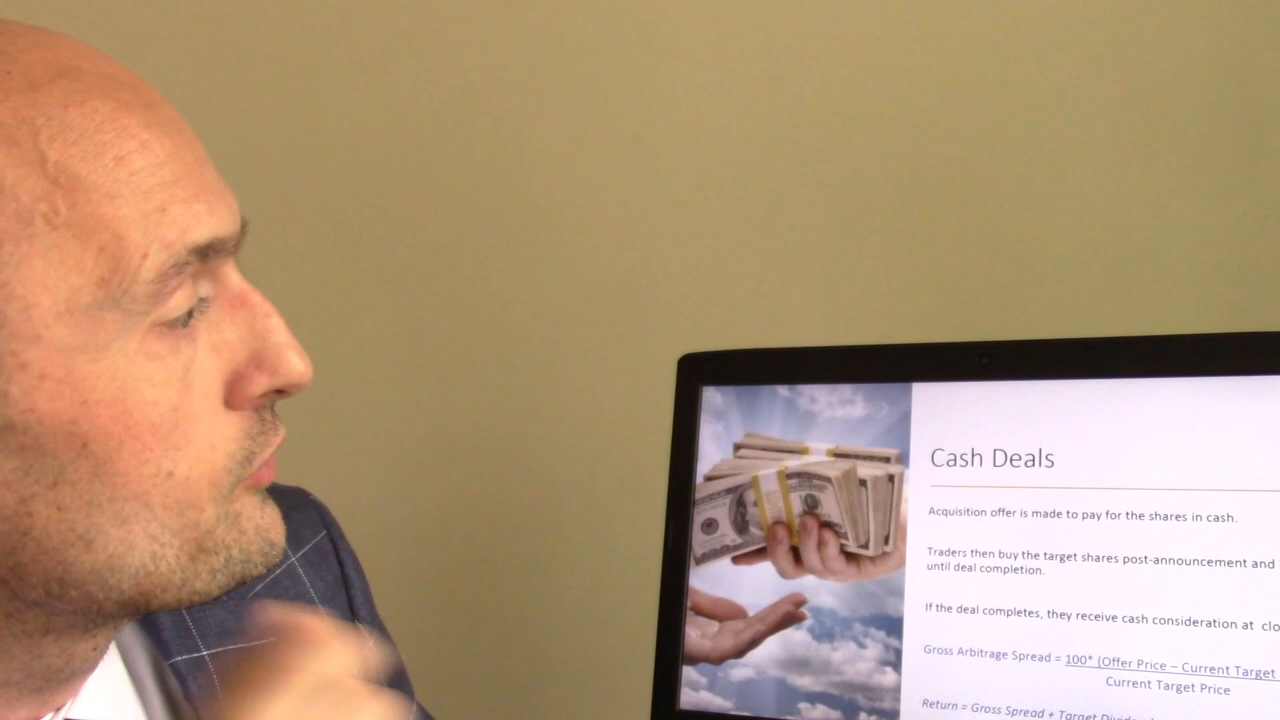 Cash Deals
Acquisition offer is made to pay for the shares in cash.
Traders then buy the target shares post-announcement and
until deal completion.
If the deal completes, they receive cash consideration at clo
Gross Arbitrage Spread = 100* (Offer Price – Current Target
Current Target Price
Return = Gross Spread + Target